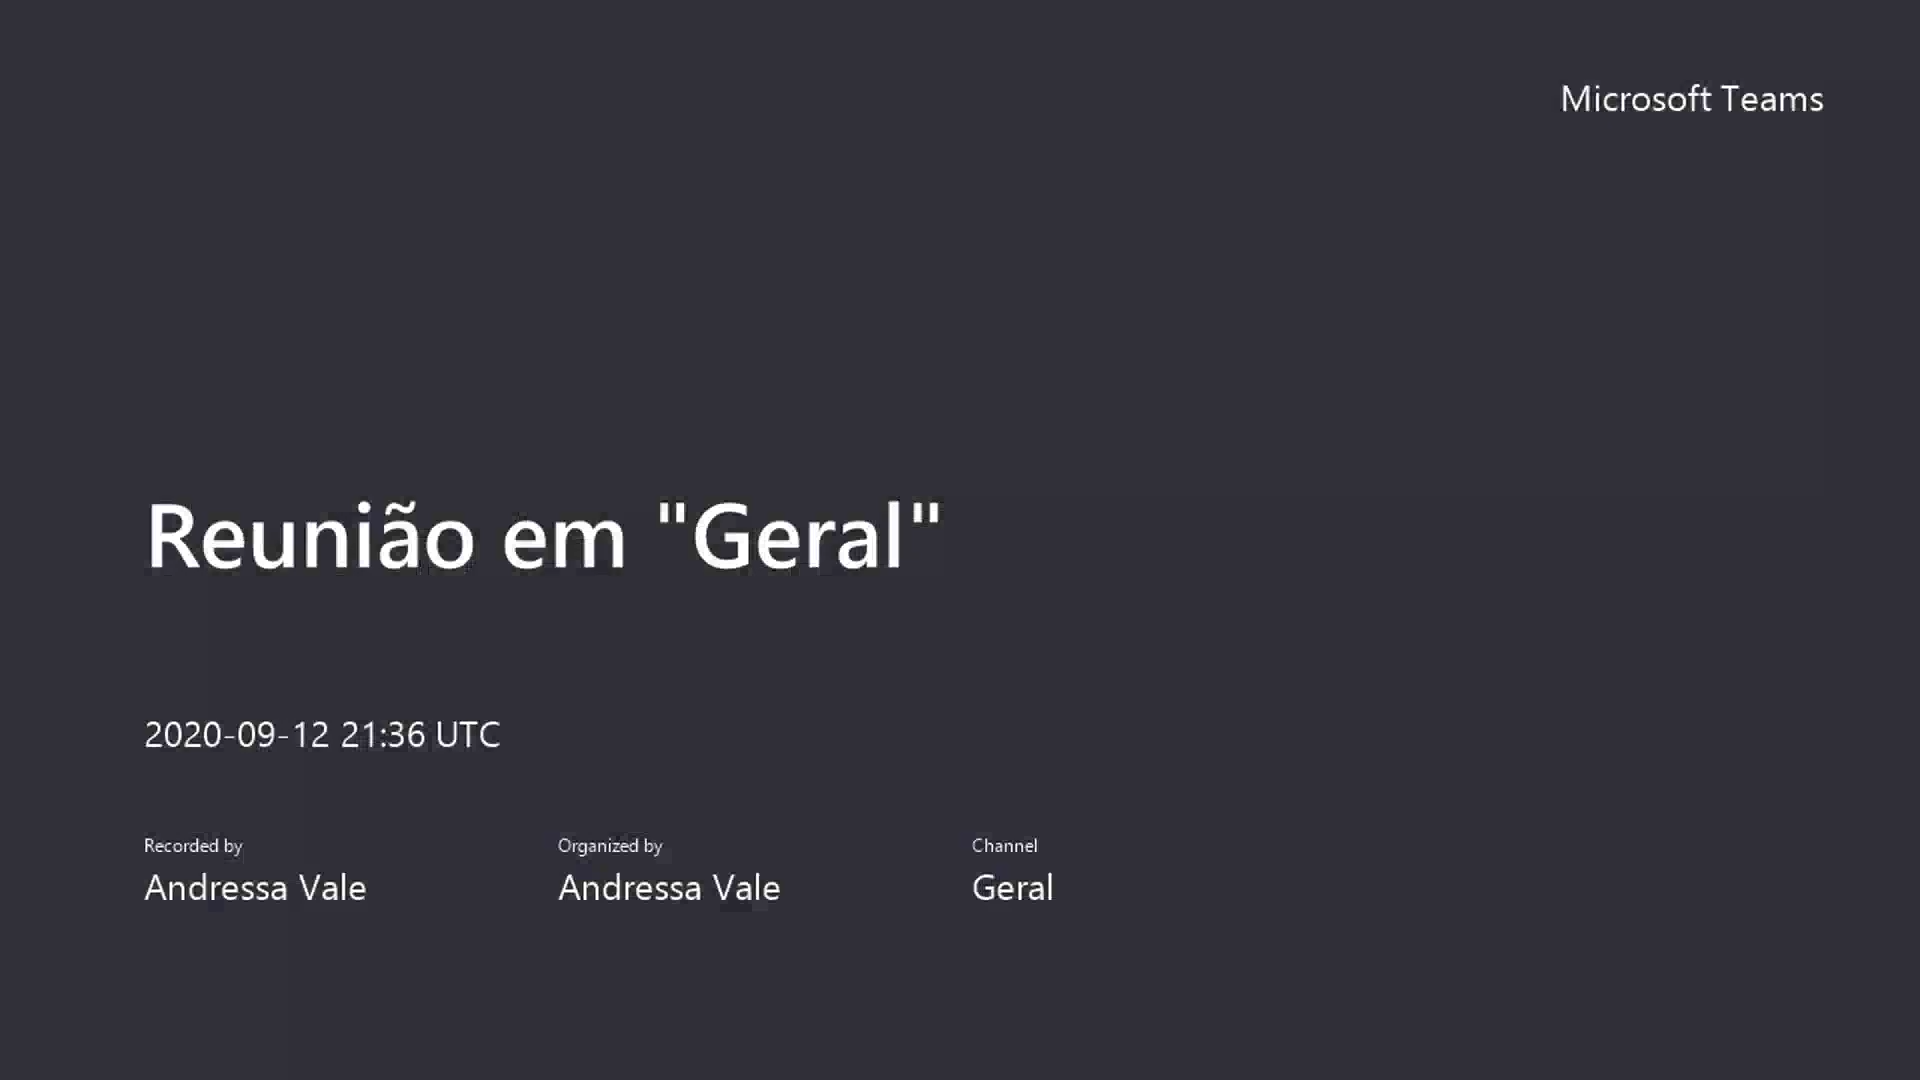 Microsoft Teams
Reunião em "Geral"
2020-09-12 21:36 UTC
Recorded by
Andressa Vale
Organized by
Andressa Vale
Channel
Geral